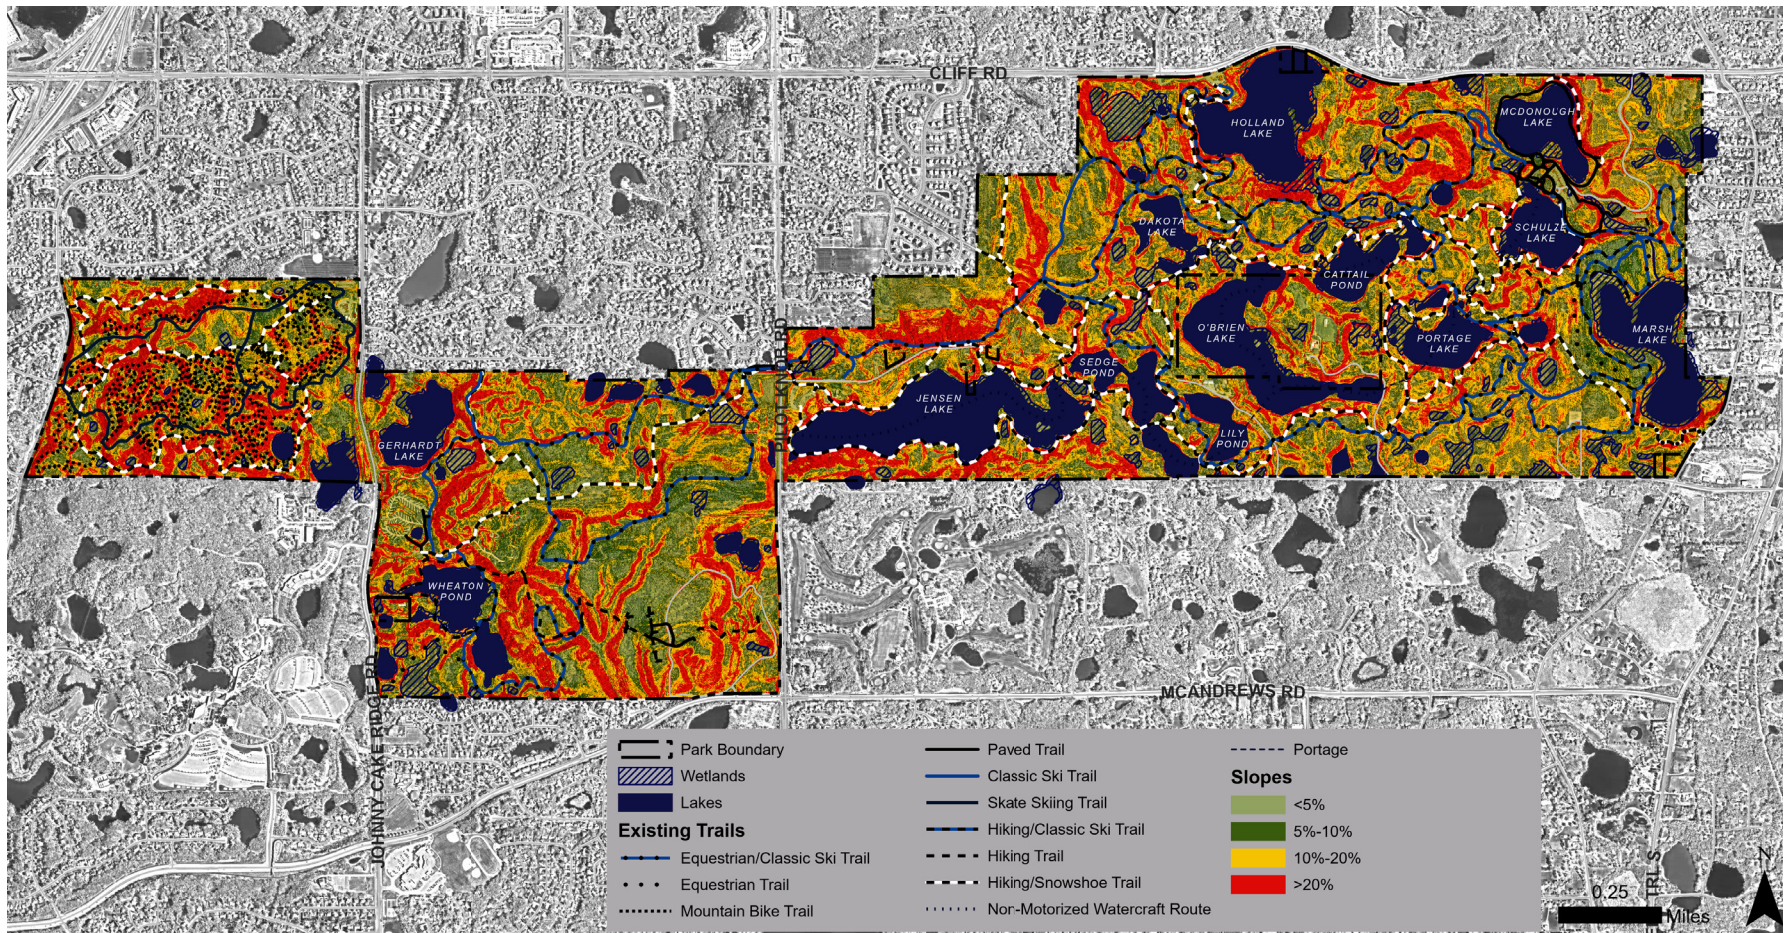 CLIFF RD
HOLLAND
LAKE
MCDONOUGH
LAKE
DAKOTA
LAKE
SCHULZE
LAKE
CATTAIL
POND
O'BRIEN
LAKE
PORTAGE
LAKE
MARSH
LAKE
SEDGE
POND
JENSEN
LAKE
LILY
POND
PILOT KNOB RD
GERHARDT
LAKE
WHEATON
POND
JOHNNY CAKE RIDGE RD
MCANDREWS RD
Park Boundary
Wetlands
Lakes
Existing Trails
Equestrian/Classic Ski Trail
Equestrian Trail
Mountain Bike Trail
Paved Trail
Classic Ski Trail
Skate Skiing Trail
Hiking/Classic Ski Trail
Hiking Trail
Hiking/Snowshoe Trail
Non-Motorized Watercraft Route
Portage
Slopes
<5%
5%-10%
10%-20%
>20%
TRLS
N
0.25
Miles